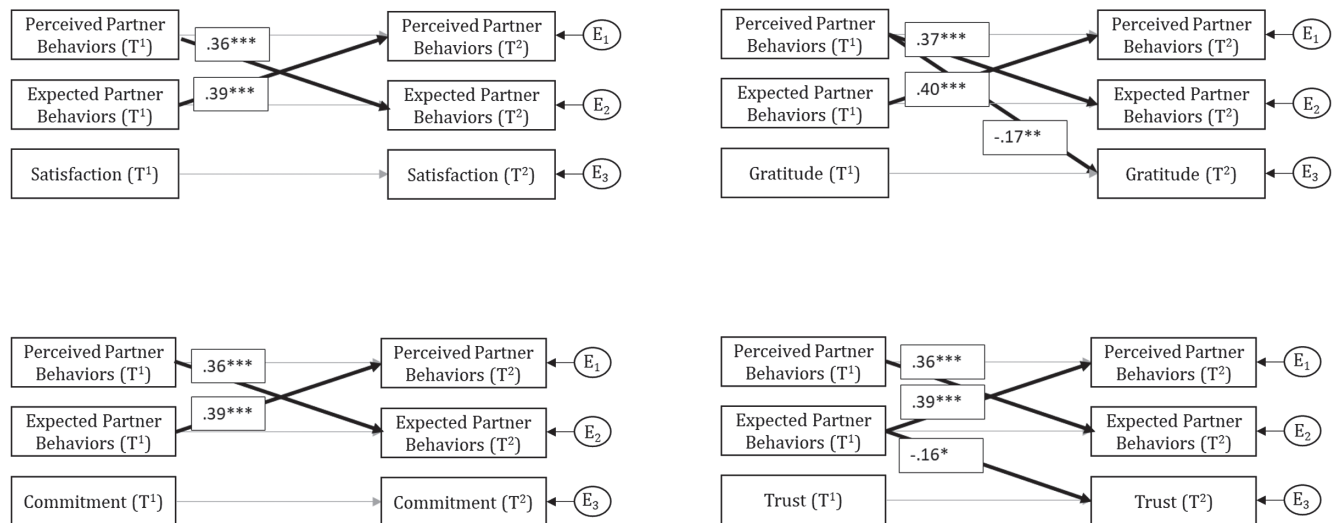 Perceived Partner
Behaviors (T¹)
.36***
Perceived Partner
Behaviors (T²)
E₁
Expected Partner
Behaviors (T¹)
.39***
Expected Partner
Behaviors (T²)
E₂
Satisfaction (T¹)
Satisfaction (T²)
E₃
Perceived Partner
Behaviors (T¹)
.37***
Perceived Partner
Behaviors (T²)
E₁
Expected Partner
Behaviors (T¹)
.40***
Expected Partner
Behaviors (T²)
E₂
-.17**
Gratitude (T¹)
Gratitude (T²)
E₃
Perceived Partner
Behaviors (T¹)
.36***
Perceived Partner
Behaviors (T²)
E₁
Expected Partner
Behaviors (T¹)
.39***
Expected Partner
Behaviors (T²)
E₂
Commitment (T¹)
Commitment (T²)
E₃
Perceived Partner
Behaviors (T¹)
.36***
Perceived Partner
Behaviors (T²)
E₁
Expected Partner
Behaviors (T¹)
.39***
Expected Partner
Behaviors (T²)
E₂
-.16*
Trust (T¹)
Trust (T²)
E₃